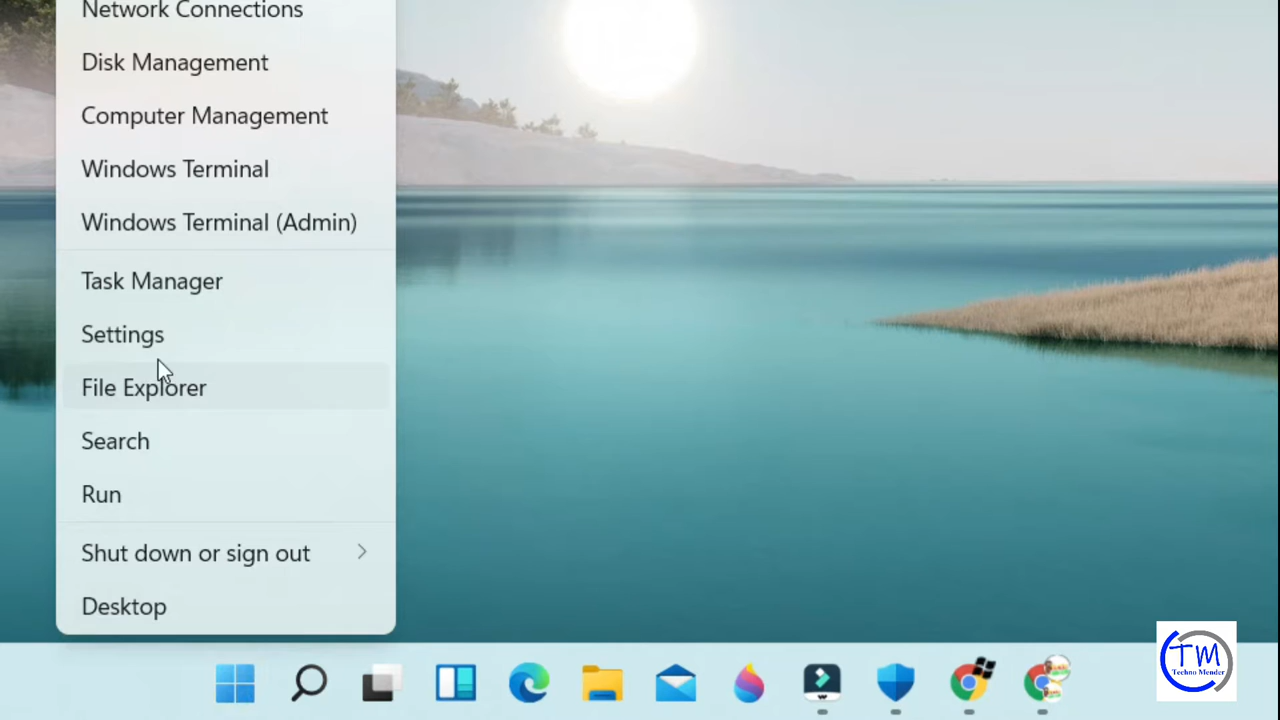 Network Connections
Disk Management
Computer Management
Windows Terminal
Windows Terminal (Admin)
Task Manager
Settings
File Explorer
Search
Run
Shut down or sign out
Desktop
TM
Techno Mender